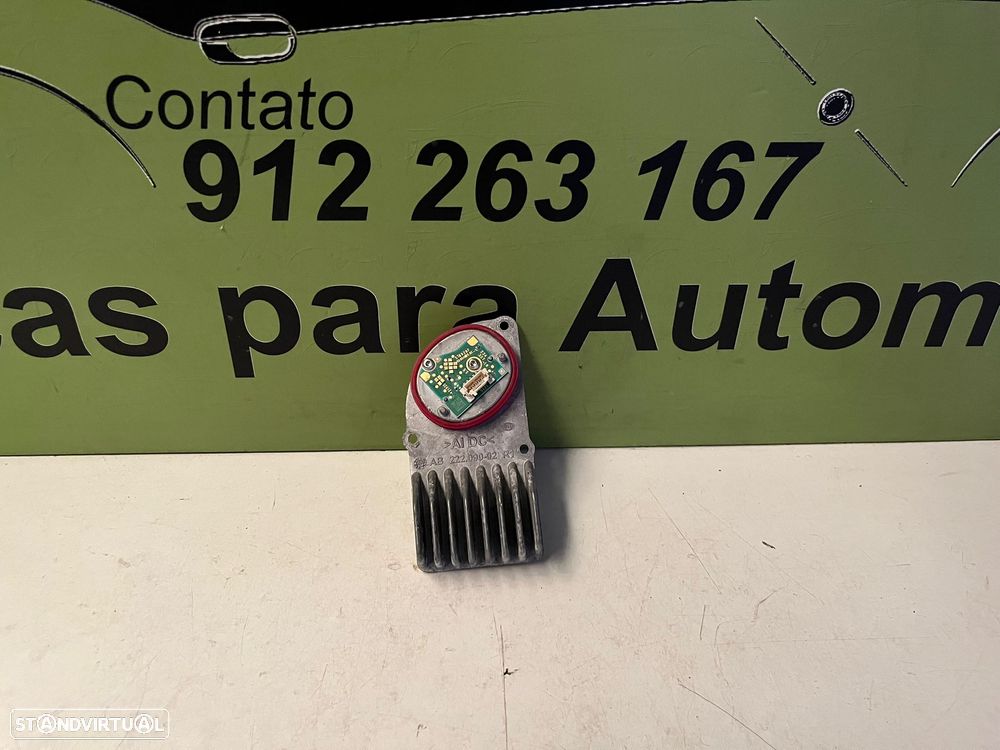 Contato
912 263 167
as para Autom
>Al DC<
AB 222.090-02 R
STANDVIRTUAL